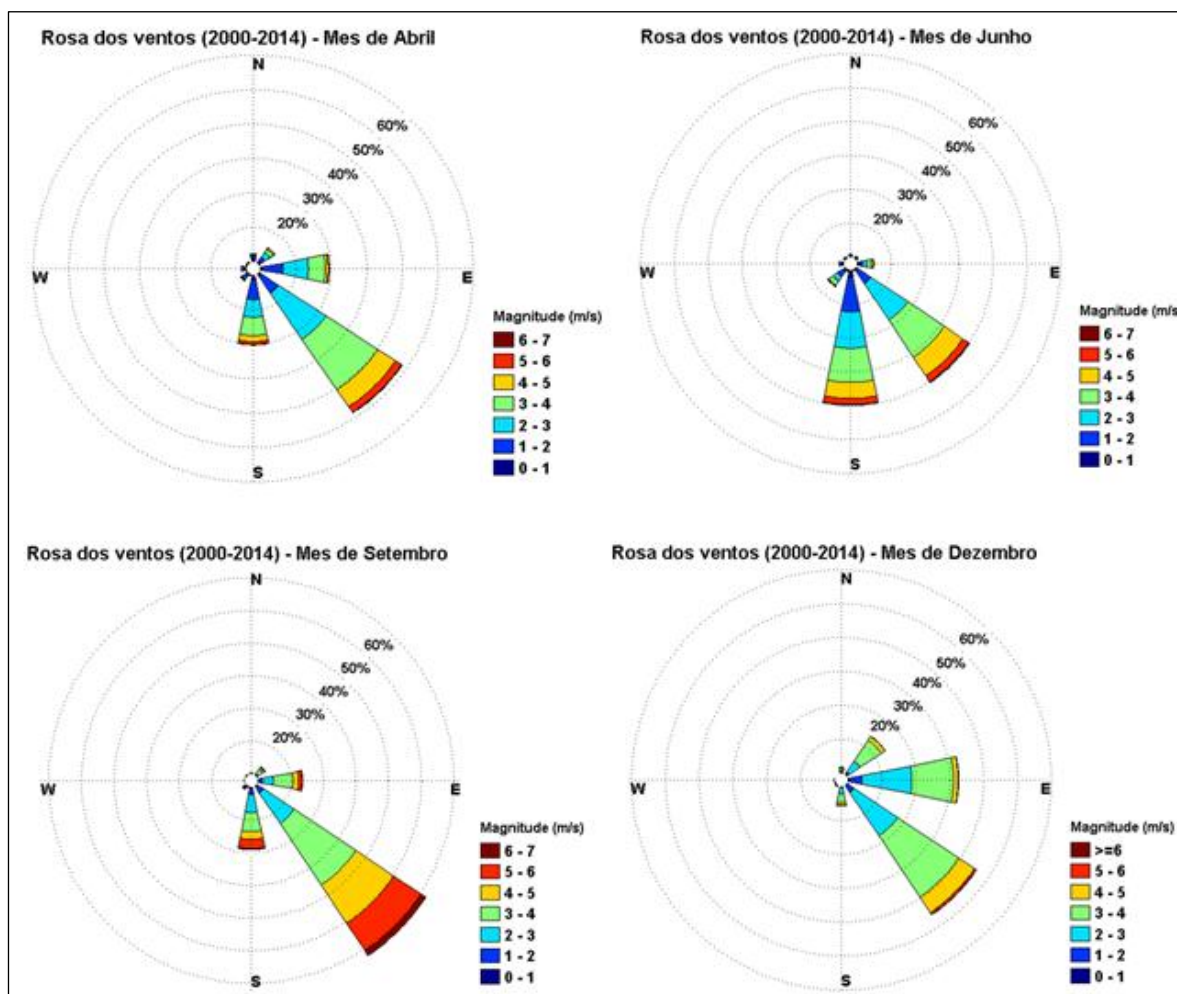 Rosa dos ventos (2000-2014) - Mes de Abril
N
60%
50%
40%
30%
20%
W
E
S
Magnitude (m/s)
6 - 7
5 - 6
4 - 5
3 - 4
2 - 3
1 - 2
0 - 1
Rosa dos ventos (2000-2014) - Mes de Junho
N
60%
50%
40%
30%
20%
W
E
S
Magnitude (m/s)
6 - 7
5 - 6
4 - 5
3 - 4
2 - 3
1 - 2
0 - 1
Rosa dos ventos (2000-2014) - Mes de Setembro
N
60%
50%
40%
30%
20%
W
E
S
Magnitude (m/s)
6 - 7
5 - 6
4 - 5
3 - 4
2 - 3
1 - 2
0 - 1
Rosa dos ventos (2000-2014) - Mes de Dezembro
N
60%
50%
40%
30%
20%
W
E
S
Magnitude (m/s)
>=6
5 - 6
4 - 5
3 - 4
2 - 3
1 - 2
0 - 1